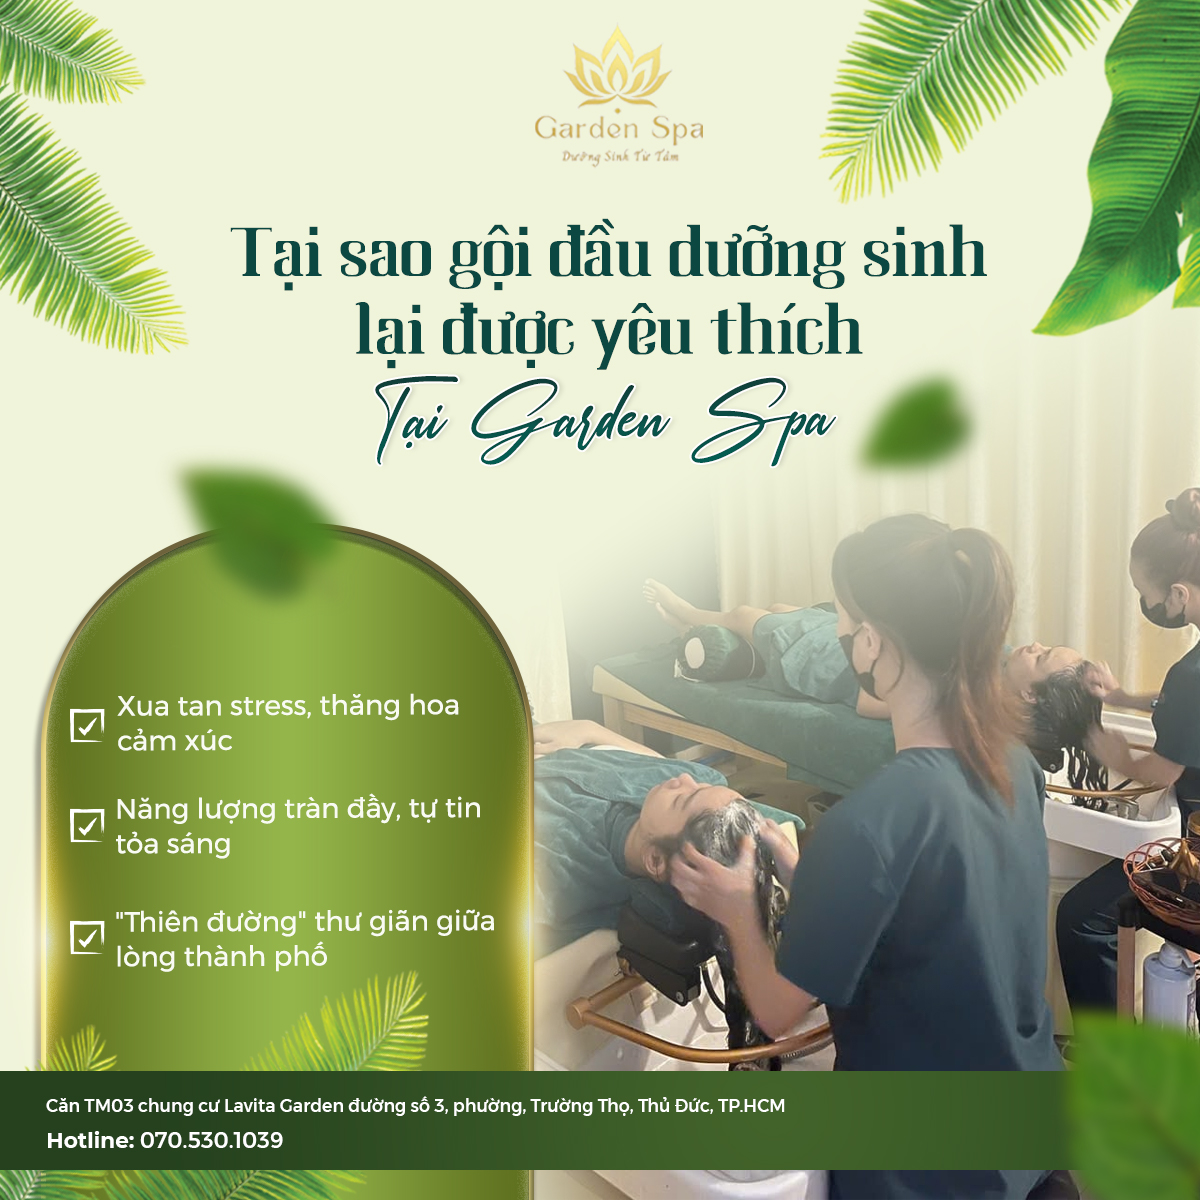 Garden Spa
Dưỡng Sinh Từ Tâm
Tại sao gội đầu dưỡng sinh
lại được yêu thích
Tại Garden Spa
Xua tan stress, thăng hoa
cảm xúc
Năng lượng tràn đầy, tự tin
tỏa sáng
"Thiên đường" thư giãn giữa
lòng thành phố
Căn TM03 chung cư Lavita Garden đường số 3, phường, Trường Thọ, Thủ Đức, TP.HCM
Hotline: 070.530.1039